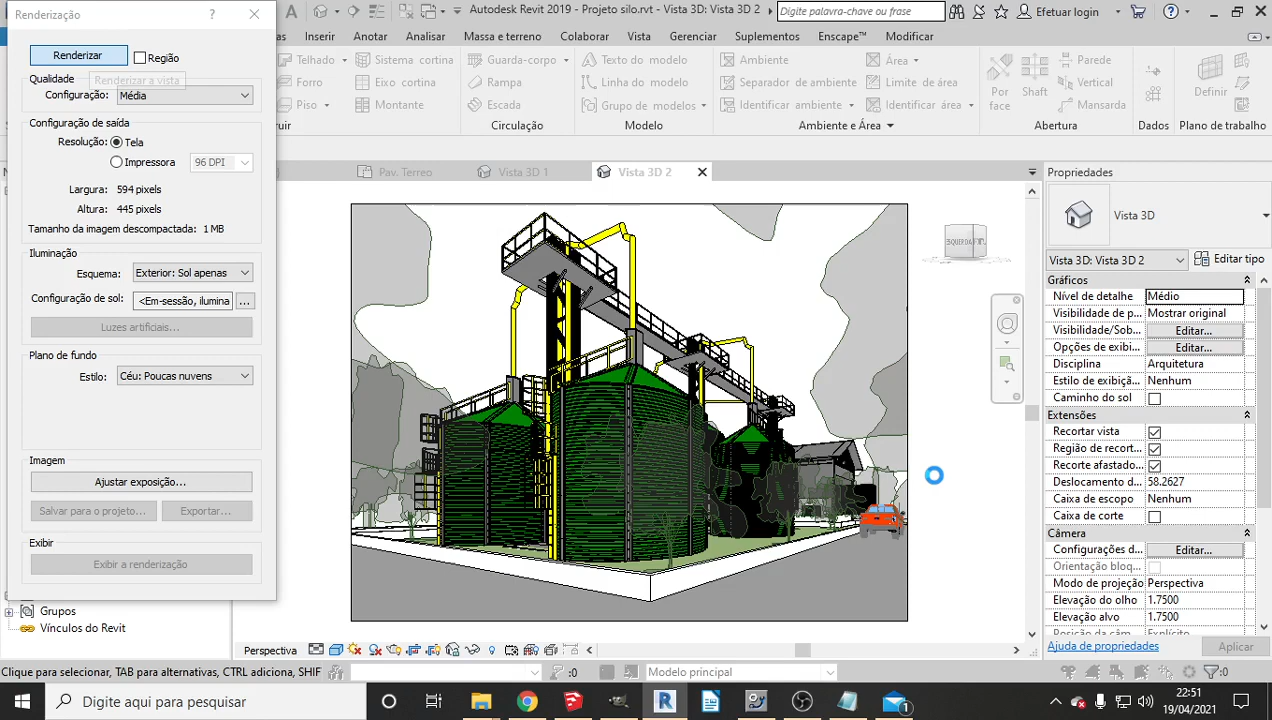 Renderização
?
Autodesk Revit 2019 - Projeto silo.rvt - Vista 3D: Vista 3D 2
Digite palavra-chave ou frase
Efetuar login
Inserir
Anotar
Analisar
Massa e terreno
Colaborar
Vista
Gerenciar
Suplementos
Enscape™
Modificar
Renderizar
Região
Renderizar a vista
Qualidade
Configuração:
Média
Configuração de saída
Resolução:
Tela
Impressora
96 DPI
Largura:
594 pixels
Altura:
445 pixels
Tamanho da imagem descompactada:
1 MB
Iluminação
Esquema:
Exterior: Sol apenas
Configuração de sol:
<Em-sessão, ilumina
...
Luzes artificiais...
Plano de fundo
Estilo:
Céu: Poucas nuvens
Imagem
Ajustar exposição...
Salvar para o projeto...
Exportar...
Exibir
Exibir a renderização
Grupos
Vínculos do Revit
Telhado
Forro
Piso
Sistema cortina
Eixo cortina
Montante
Guarda-corpo
Rampa
Escada
Circulação
Texto do modelo
Linha do modelo
Grupo de modelos
Modelo
Ambiente
Separador de ambiente
Identificar ambiente
Área
Limite de área
Identificar área
Ambiente e Área
Por
face
Shaft
Parede
Vertical
Mansarda
Abertura
Dados
Definir
Plano de trabalho
Pav. Terreo
Vista 3D 1
Vista 3D 2
Propriedades
Vista 3D
Vista 3D: Vista 3D 2
Editar tipo
Gráficos
Nível de detalhe
Médio
Visibilidade de p...
Mostrar original
Visibilidade/Sob...
Editar...
Opções de exibi...
Editar...
Disciplina
Arquitetura
Estilo de exibiç...
Nenhum
Caminho do sol
Extensões
Recortar vista
Região de recort...
Recorte afastado...
Deslocamento d...
58.2627
Caixa de escopo
Nenhum
Caixa de corte
Câmera
Configurações d...
Editar...
Orientação bloq...
Modo de projeção
Perspectiva
Elevação do olho
1.7500
Elevação alvo
1.7500
Posição da câm...
Explícito
Ajuda de propriedades
Aplicar
ESQUERDA
Perspectiva
Clique para selecionar, TAB para alternativas, CTRL adiciona, SHIF
:0
Modelo principal
:0
Digite aqui para pesquisar
1
22:51
19/04/2021